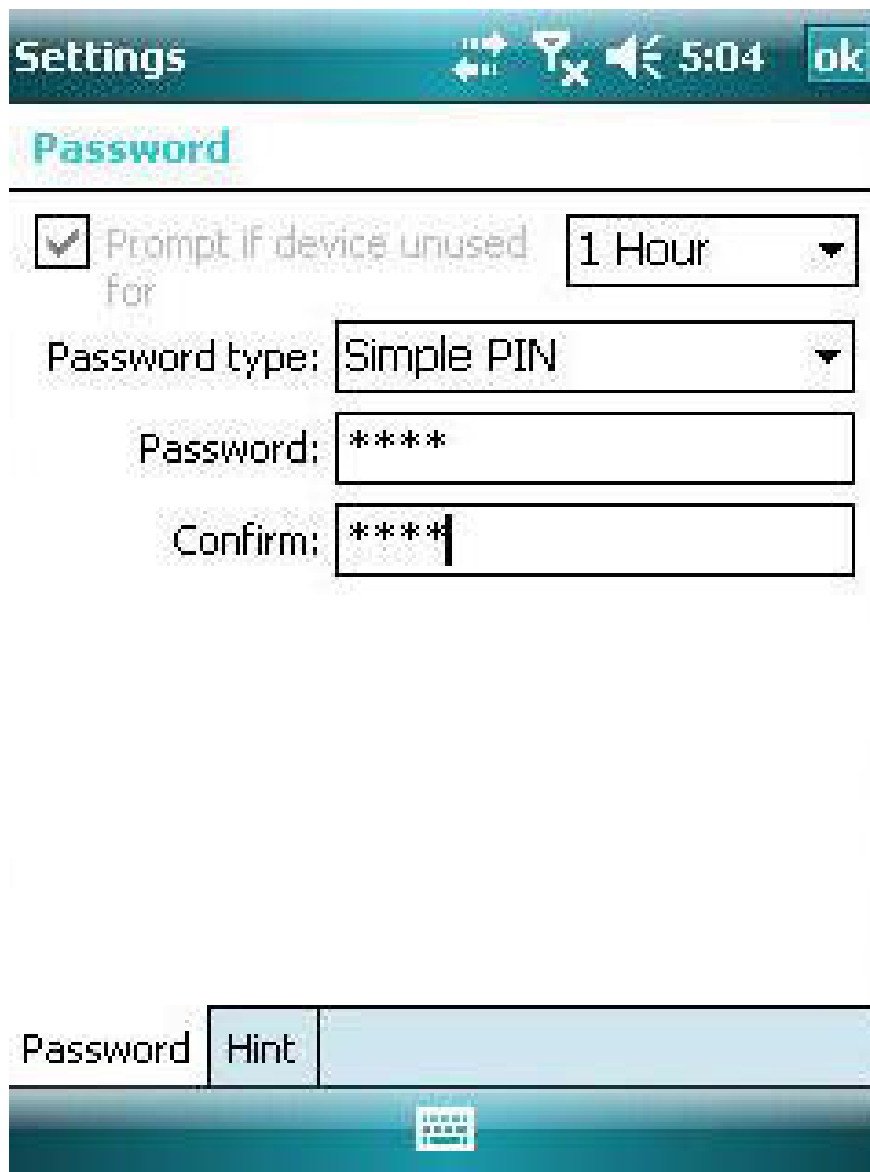 Settings 5:04 ok
Password
Prompt if device unused 1 Hour
for
Password type: Simple PIN
Password: ****
Confirm: ****
Password Hint